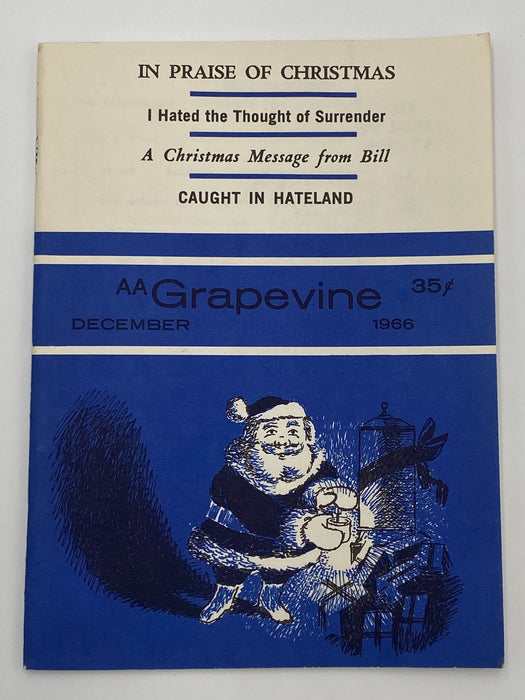 IN PRAISE OF CHRISTMAS
I Hated the Thought of Surrender
A Christmas Message from Bill
CAUGHT IN HATELAND
AA Grapevine 35¢
DECEMBER 1966